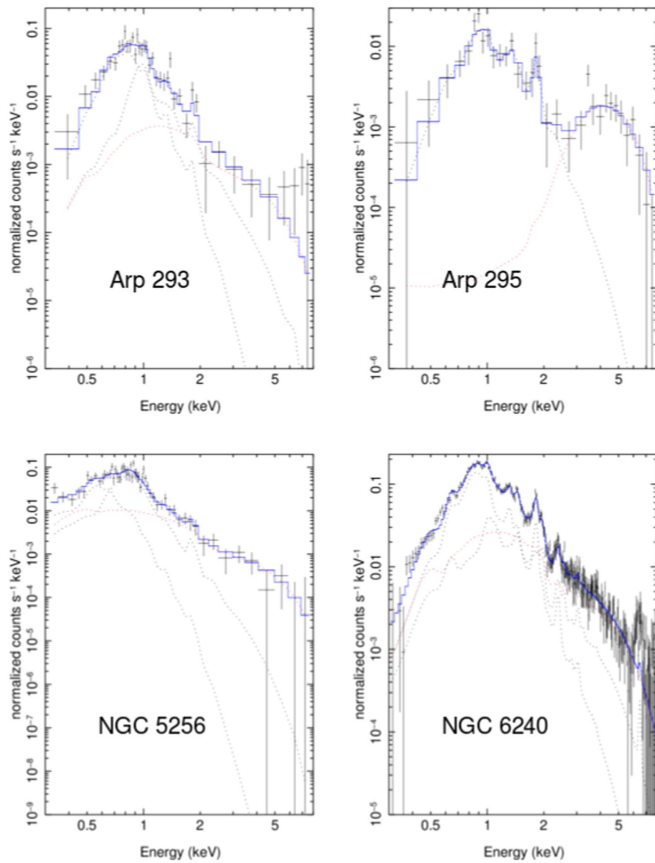 normalized counts s⁻¹ keV⁻¹
0.1
0.01
10⁻³
10⁻⁴
10⁻⁵
10⁻⁶
Arp 293
0.5 1 2 5
Energy (keV)
normalized counts s⁻¹ keV⁻¹
0.01
10⁻³
10⁻⁴
10⁻⁵
10⁻⁶
Arp 295
0.5 1 2 5
Energy (keV)
normalized counts s⁻¹ keV⁻¹
0.1
0.01
10⁻³
10⁻⁴
10⁻⁵
10⁻⁶
10⁻⁷
10⁻⁸
10⁻⁹
NGC 5256
0.5 1 2 5
Energy (keV)
normalized counts s⁻¹ keV⁻¹
0.1
0.01
10⁻³
10⁻⁴
10⁻⁵
NGC 6240
0.5 1 2 5
Energy (keV)